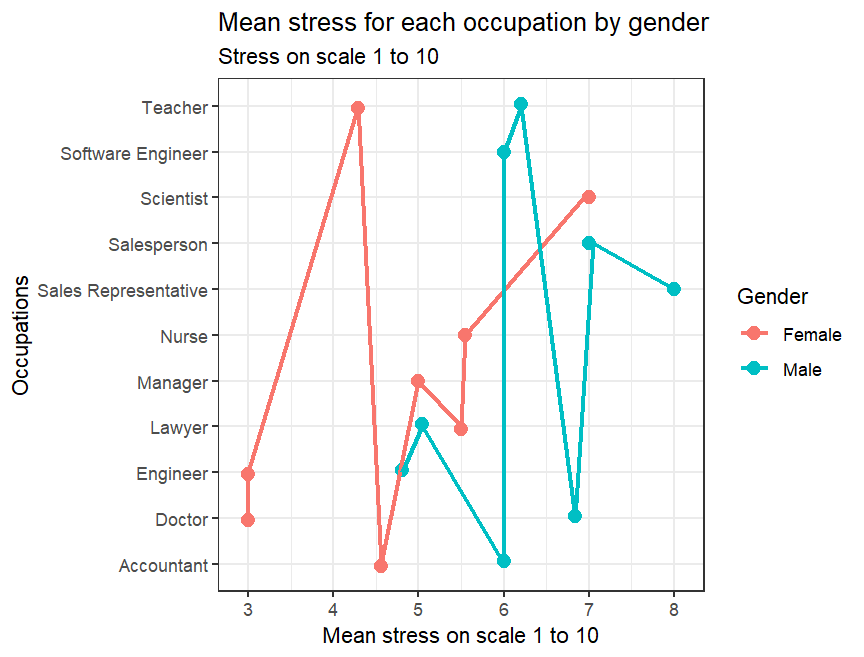 Mean stress for each occupation by gender
Stress on scale 1 to 10
Occupations
Teacher
Software Engineer
Scientist
Salesperson
Sales Representative
Nurse
Manager
Lawyer
Engineer
Doctor
Accountant
3 4 5 6 7 8
Mean stress on scale 1 to 10
Gender
Female
Male